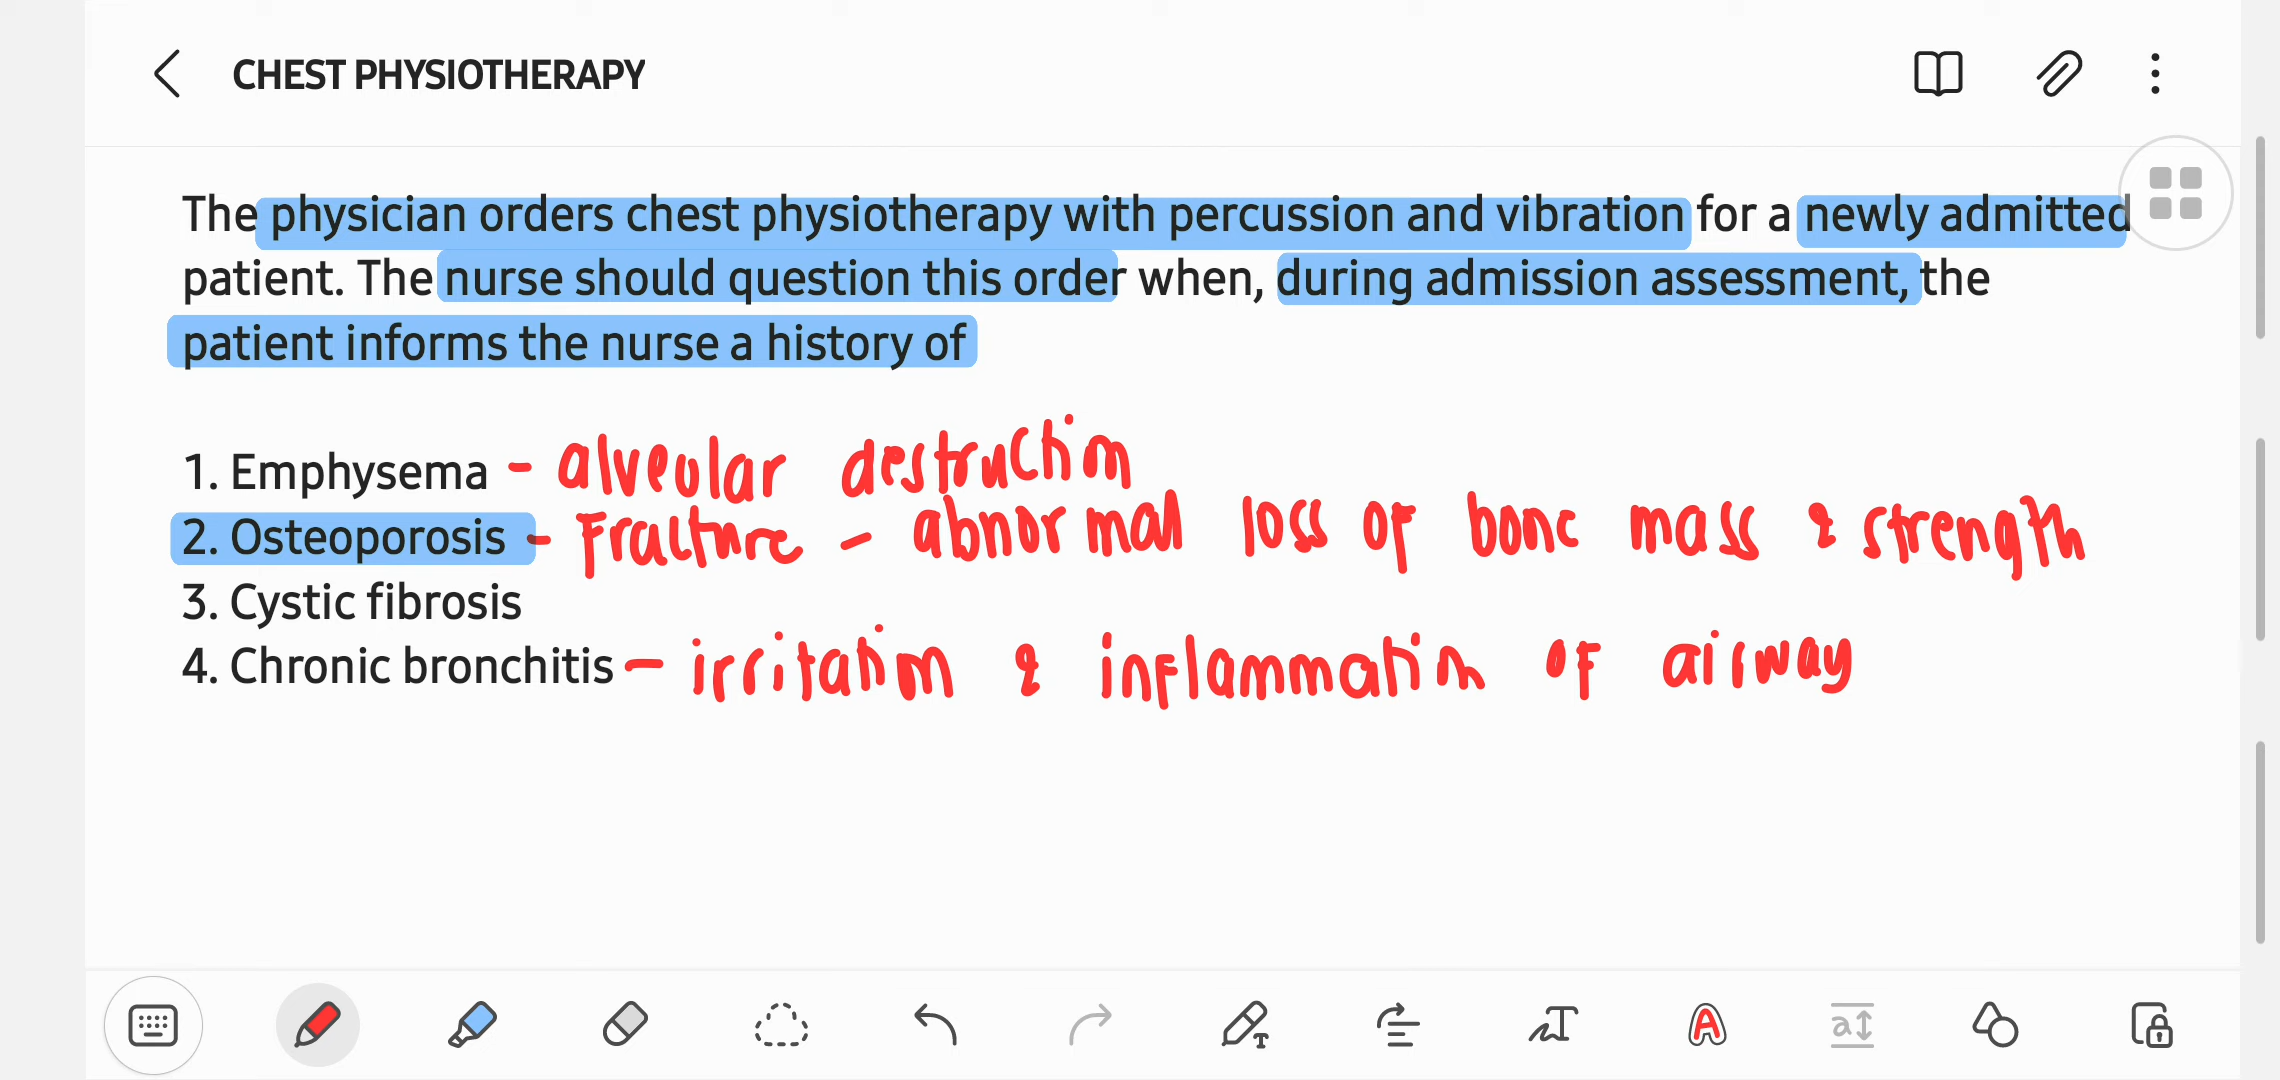 CHEST PHYSIOTHERAPY
The physician orders chest physiotherapy with percussion and vibration for a newly admitted
patient. The nurse should question this order when, during admission assessment, the
patient informs the nurse a history of
1. Emphysema - alveolar destruction
2. Osteoporosis - Fracture - abnormal loss of bone mass & strength
3. Cystic fibrosis
4. Chronic bronchitis - irritation & inflammation of airway